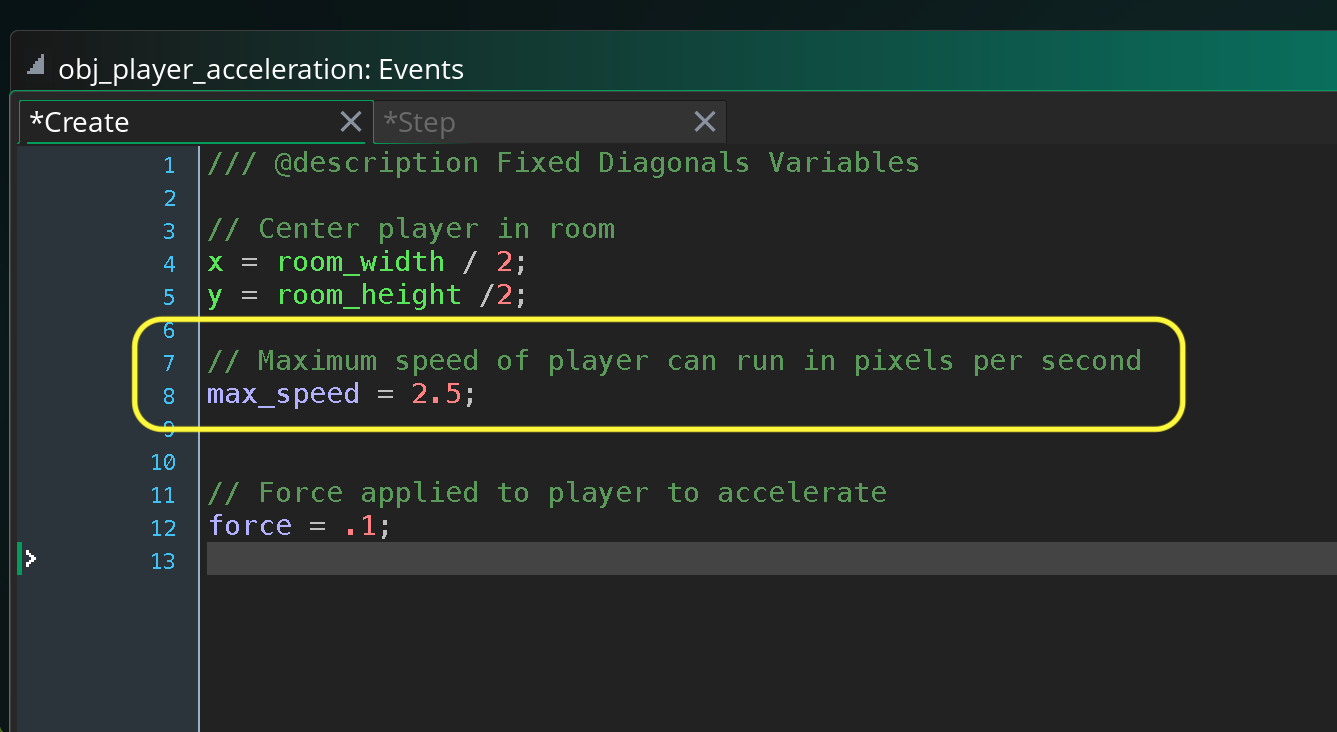 obj_player_acceleration: Events
*Create
*Step
1 /// @description Fixed Diagonals Variables
2
3 // Center player in room
4 x = room_width / 2;
5 y = room_height /2;
6
7 // Maximum speed of player can run in pixels per second
8 max_speed = 2.5;
9
10
11 // Force applied to player to accelerate
12 force = .1;
13